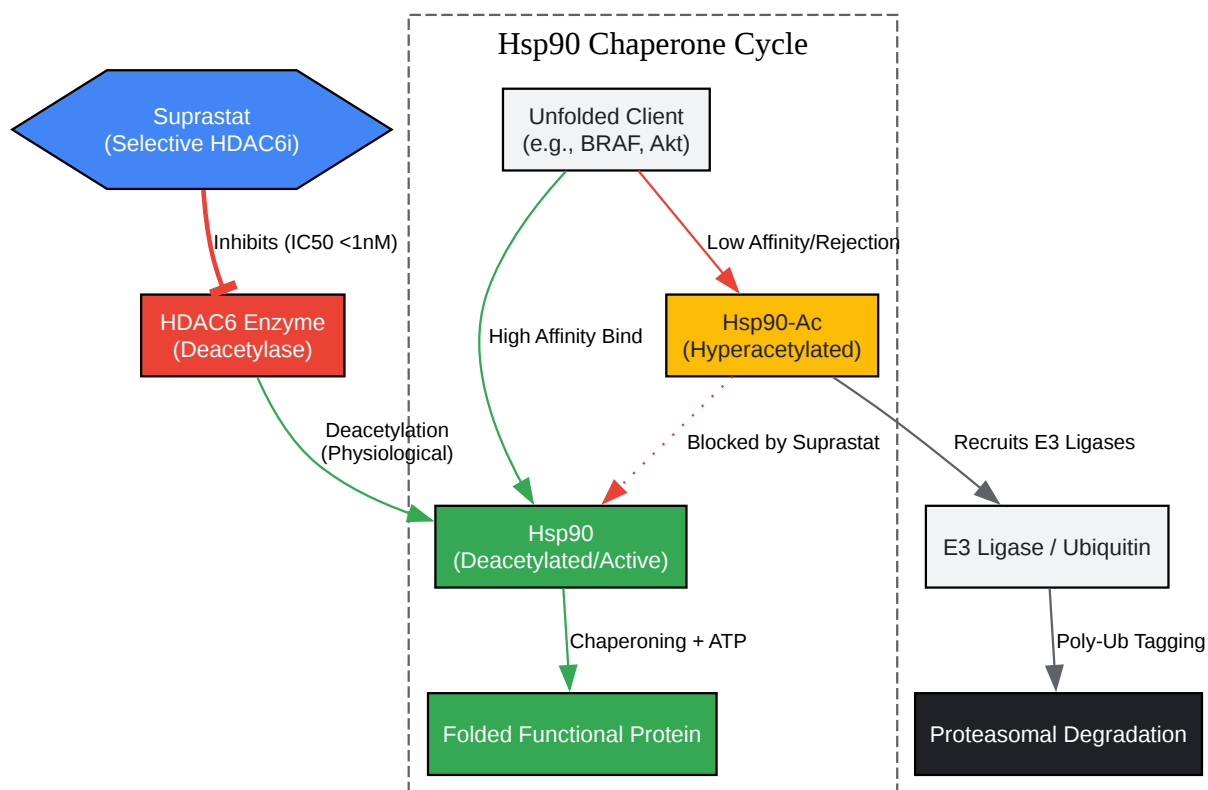 Hsp90 Chaperone Cycle
Suprastat
(Selective HDAC6i)
Unfolded Client
(e.g., BRAF, Akt)
Inhibits (IC50 <1nM)
Low Affinity/Rejection
HDAC6 Enzyme
(Deacetylase)
High Affinity Bind
Hsp90-Ac
(Hyperacetylated)
Deacetylation
(Physiological)
Blocked by Suprastat
Recruits E3 Ligases
Hsp90
(Deacetylated/Active)
E3 Ligase / Ubiquitin
Chaperoning + ATP
Poly-Ub Tagging
Folded Functional Protein
Proteasomal Degradation